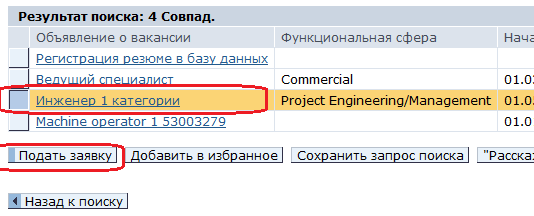 Результат поиска: 4 Совпад.
Объявление о вакансии Функциональная сфера Нача
Регистрация резюме в базу данных
Ведущий специалист Commercial 01.03
Инженер 1 категории Project Engineering/Management 01.03
Machine operator 1 53003279 01.0
Подать заявку Добавить в избранное Сохранить запрос поиска "Расска
Назад к поиску